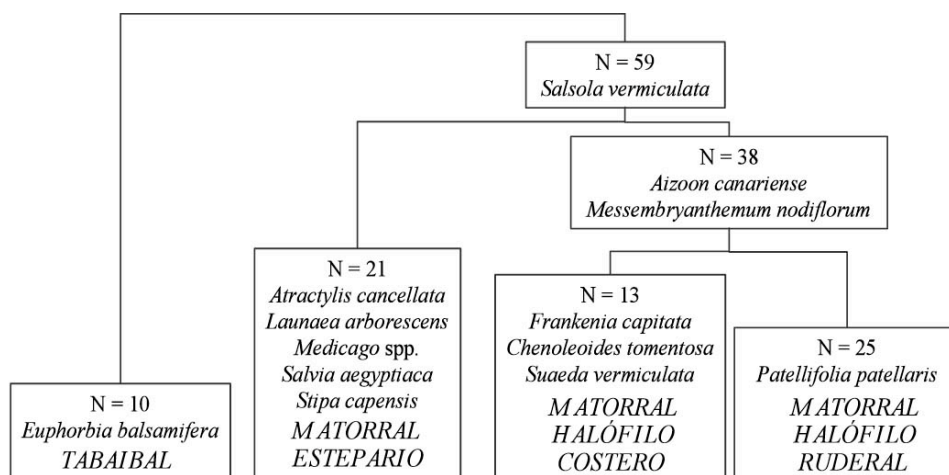 N = 59
Salsola vermiculata
N = 38
Aizoon canariense
Messembryanthemum nodiflorum
N = 21
Atractylis cancellata
Launaea arborescens
Medicago spp.
Salvia aegyptiaca
Stipa capensis
MATORRAL
ESTEPARIO
N = 13
Frankenia capitata
Chenoleoides tomentosa
Suaeda vermiculata
MATORRAL
HALÓFILO
COSTERO
N = 25
Patellifolia patellaris
MATORRAL
HALÓFILO
RUDERAL
N = 10
Euphorbia balsamifera
TABAIBAL